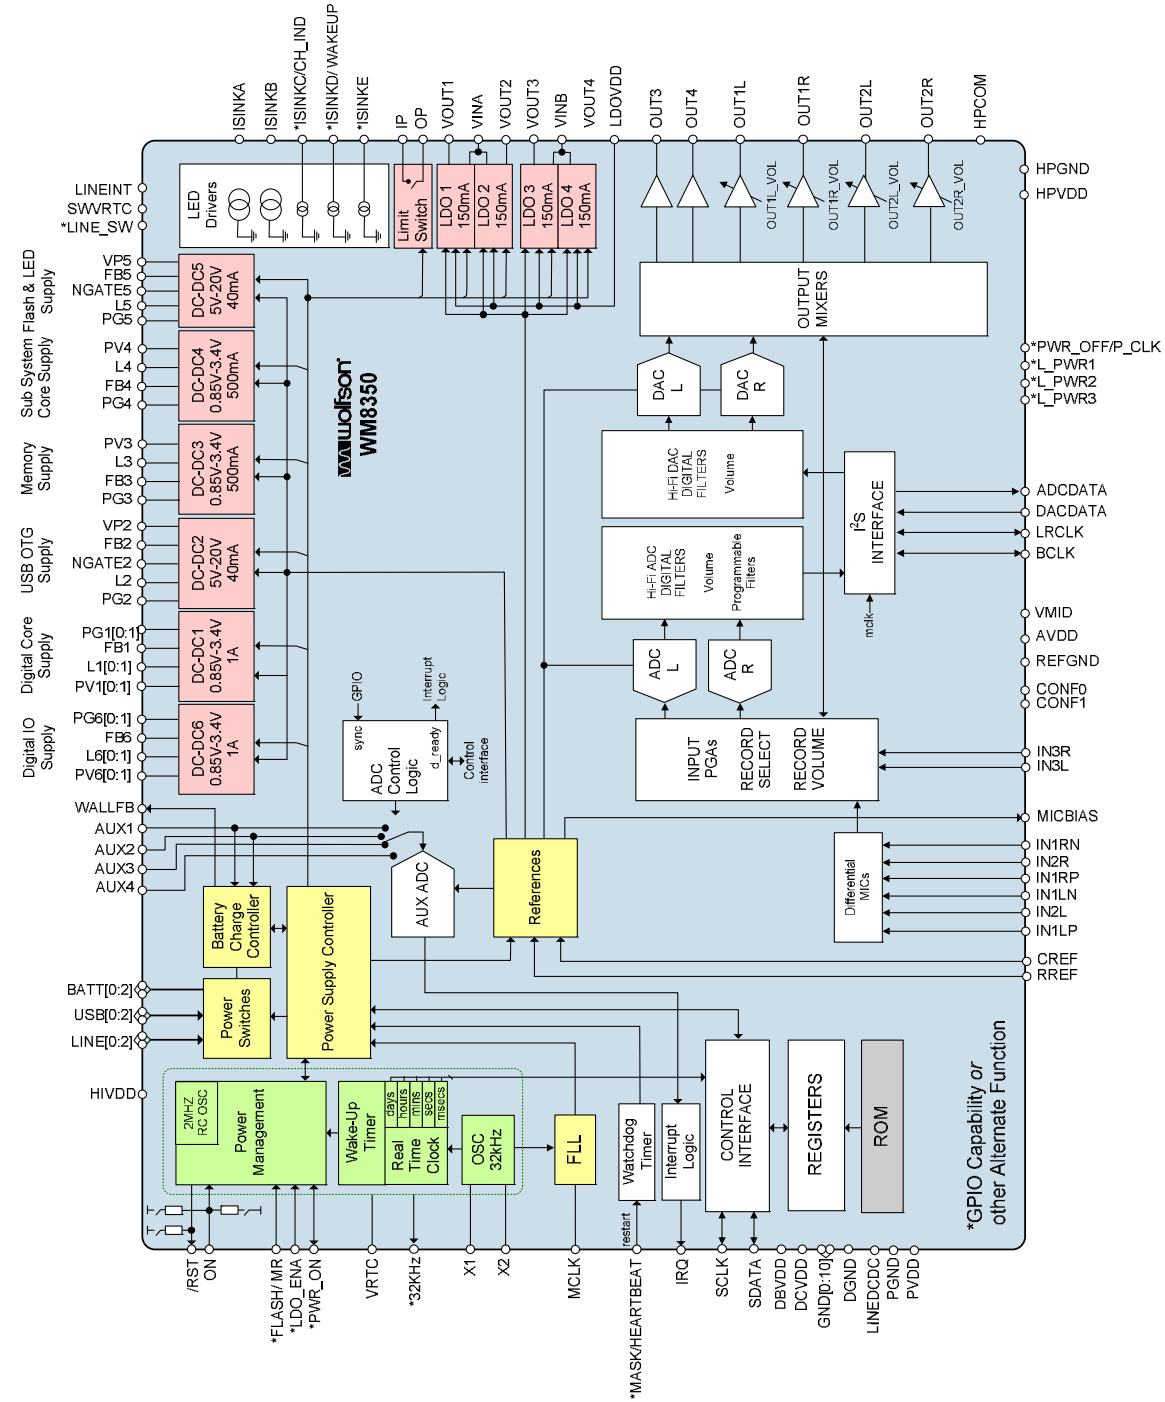 ISINKA
ISINKB
*ISINKC/CH_IND
*ISINKD/ WAKEUP
*ISINKE
IP
OP
VOUT1
VINA
VOUT2
VOUT3
VINB
VOUT4
LDOVDD
OUT3
OUT4
OUT1L
OUT1R
OUT2L
OUT2R
HPCOM
LINEINT
SWVRTC
*LINE_SW
HPGND
HPVDD
LED
Drivers
Limit
Switch
LDO 1
150mA
LDO 2
150mA
LDO 3
150mA
LDO 4
150mA
OUT1L_VOL
OUT1R_VOL
OUT2L_VOL
OUT2R_VOL
Flash & LED
Supply
VP5
FB5
NGATE5
L5
PG5
DC-DC5
5V-20V
40mA
OUTPUT
MIXERS
Sub System
Core Supply
PV4
L4
FB4
PG4
DC-DC4
0.85V-3.4V
500mA
wolfson
WM8350
DAC
L
DAC
R
*PWR_OFF/P_CLK
*L_PWR1
*L_PWR2
*L_PWR3
Memory
Supply
PV3
L3
FB3
PG3
DC-DC3
0.85V-3.4V
500mA
Hi-Fi DAC
DIGITAL
FILTERS
Volume
I2S
INTERFACE
mclk
ADCDATA
DACDATA
LRCLK
BCLK
USB OTG
Supply
VP2
FB2
NGATE2
L2
PG2
DC-DC2
5V-20V
40mA
Hi-Fi ADC
DIGITAL
FILTERS
Volume
Programmable
Filters
VMID
AVDD
REFGND
CONF0
CONF1
Digital Core
Supply
PG1[0:1]
FB1
L1[0:1]
PV1[0:1]
DC-DC1
0.85V-3.4V
1A
ADC
L
ADC
R
Digital IO
Supply
PG6[0:1]
FB6
L6[0:1]
PV6[0:1]
DC-DC6
0.85V-3.4V
1A
GPIO
Interrupt
Logic
sync
d_ready
ADC
Control
Logic
Control
interface
INPUT
PGAs
RECORD
SELECT
RECORD
VOLUME
IN3R
IN3L
WALLFB
AUX1
AUX2
AUX3
AUX4
MICBIAS
Battery
Charge
Controller
Power Supply Controller
AUX ADC
References
Differential
MICs
IN1RN
IN2R
IN1RP
IN1LN
IN2L
IN1LP
CREF
RREF
BATT[0:2]
USB[0:2]
LINE[0:2]
Power
Switches
HIVDD
2MHZ
RC OSC
Power
Management
Wake-Up
Timer
days
hours
mins
secs
msecs
Real
Time
Clock
OSC
32kHz
FLL
Watchdog
Timer
restart
Interrupt
Logic
CONTROL
INTERFACE
REGISTERS
ROM
*GPIO Capability or
other Alternate Function
/RST
ON
*FLASH/ MR
*LDO_ENA
*PWR_ON
VRTC
*32KHz
X1
X2
MCLK
*MASK/HEARTBEAT
IRQ
SCLK
SDATA
DBVDD
DCVDD
GND[0:10]
DGND
LINEDCDC
PGND
PVDD